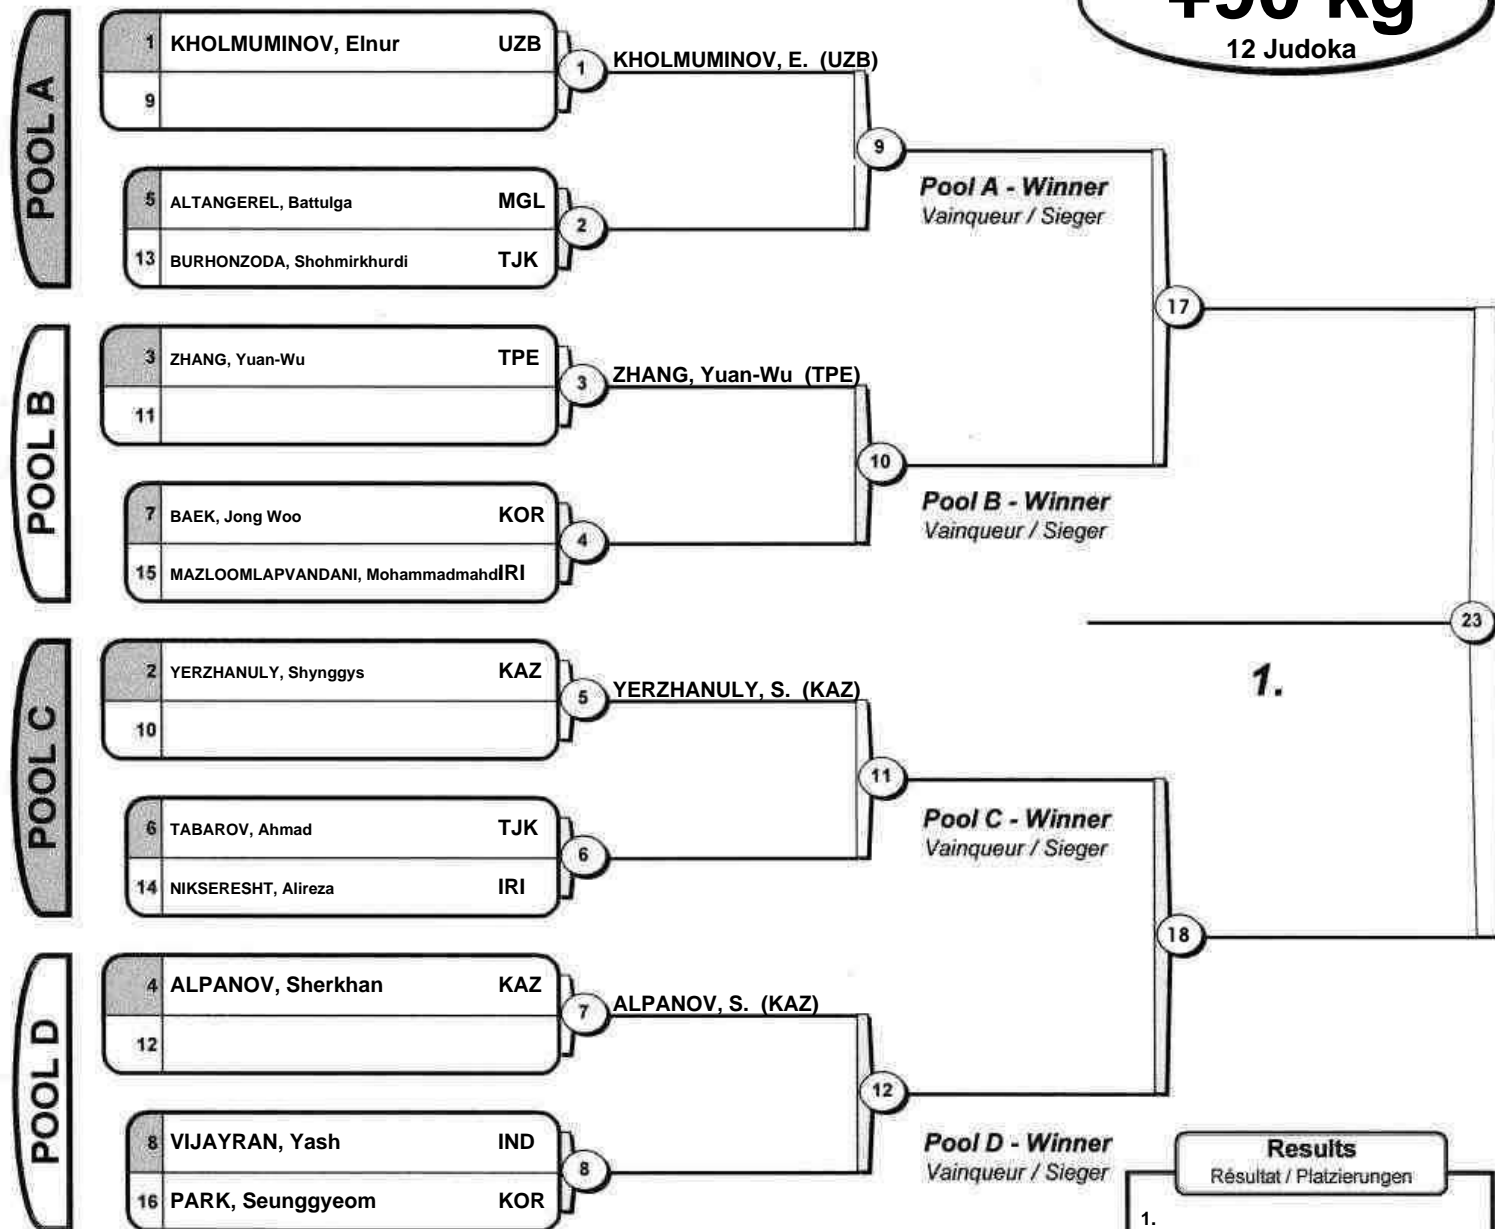 +90 kg
12 Judoka
POOL A
1 KHOLMUMINOV, Elnur UZB
9
1 KHOLMUMINOV, E. (UZB)
5 ALTANGEREL, Battulga MGL
13 BURHONZODA, Shohmirkhurdi TJK
2
9
Pool A - Winner
Vainqueur / Sieger
POOL B
3 ZHANG, Yuan-Wu TPE
11
3 ZHANG, Yuan-Wu (TPE)
7 BAEK, Jong Woo KOR
15 MAZLOOMLAPVANDANI, Mohammadmahd IRI
4
10
Pool B - Winner
Vainqueur / Sieger
17
POOL C
2 YERZHANULY, Shynggys KAZ
10
5 YERZHANULY, S. (KAZ)
6 TABAROV, Ahmad TJK
14 NIKSERESHT, Alireza IRI
6
11
Pool C - Winner
Vainqueur / Sieger
23
1.
POOL D
4 ALPANOV, Sherkhan KAZ
12
7 ALPANOV, S. (KAZ)
8 VIJAYRAN, Yash IND
16 PARK, Seunggyeom KOR
8
12
Pool D - Winner
Vainqueur / Sieger
18
Results
Résultat / Platzierungen
1.